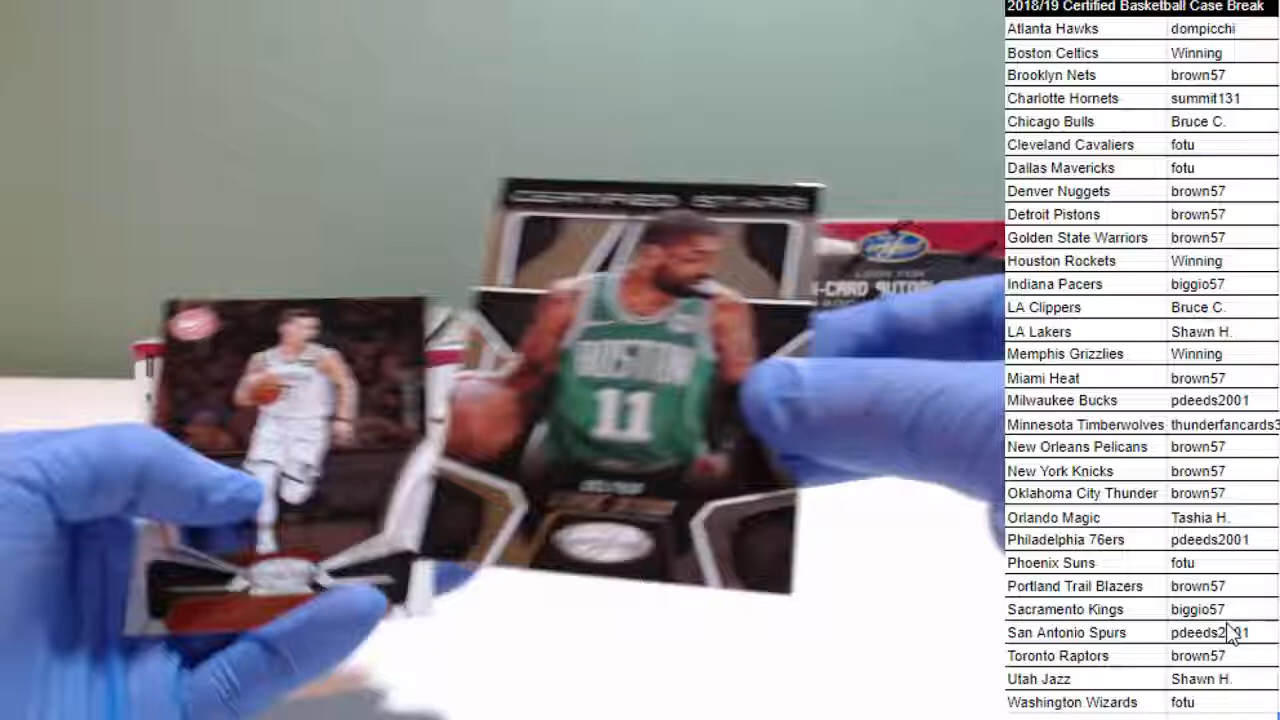 2018/19 Certified Basketball Case Break
Atlanta Hawks dompicchi
Boston Celtics Winning
Brooklyn Nets brown57
Charlotte Hornets summit131
Chicago Bulls Bruce C.
Cleveland Cavaliers fotu
Dallas Mavericks fotu
Denver Nuggets brown57
Detroit Pistons brown57
Golden State Warriors brown57
Houston Rockets Winning
Indiana Pacers biggio57
LA Clippers Bruce C.
LA Lakers Shawn H.
Memphis Grizzlies Winning
Miami Heat brown57
Milwaukee Bucks pdeeds2001
Minnesota Timberwolves thunderfancards3
New Orleans Pelicans brown57
New York Knicks brown57
Oklahoma City Thunder brown57
Orlando Magic Tashia H.
Philadelphia 76ers pdeeds2001
Phoenix Suns fotu
Portland Trail Blazers brown57
Sacramento Kings biggio57
San Antonio Spurs pdeeds2001
Toronto Raptors brown57
Utah Jazz Shawn H.
Washington Wizards fotu
CERTIFIED STARS
BOSTON
11